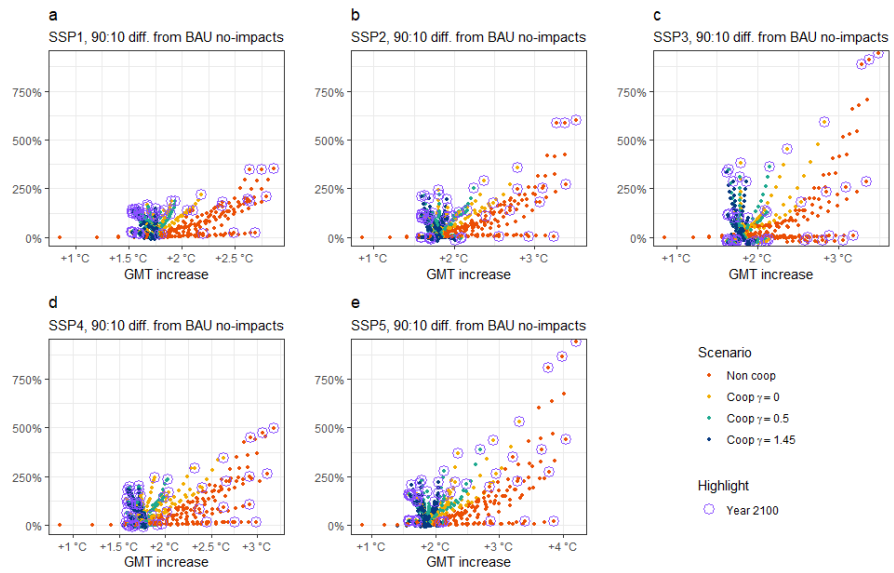 a
SSP1, 90:10 diff. from BAU no-impacts
750%
500%
250%
0%
+1 °C
+1.5 °C
+2 °C
+2.5 °C
GMT increase
b
SSP2, 90:10 diff. from BAU no-impacts
750%
500%
250%
0%
+1 °C
+2 °C
+3 °C
GMT increase
c
SSP3, 90:10 diff. from BAU no-impacts
750%
500%
250%
0%
+1 °C
+2 °C
+3 °C
GMT increase
d
SSP4, 90:10 diff. from BAU no-impacts
750%
500%
250%
0%
+1 °C
+1.5 °C
+2 °C
+2.5 °C
+3 °C
GMT increase
e
SSP5, 90:10 diff. from BAU no-impacts
750%
500%
250%
0%
+1 °C
+2 °C
+3 °C
+4 °C
GMT increase
Scenario
Non coop
Coop γ = 0
Coop γ = 0.5
Coop γ = 1.45
Highlight
Year 2100